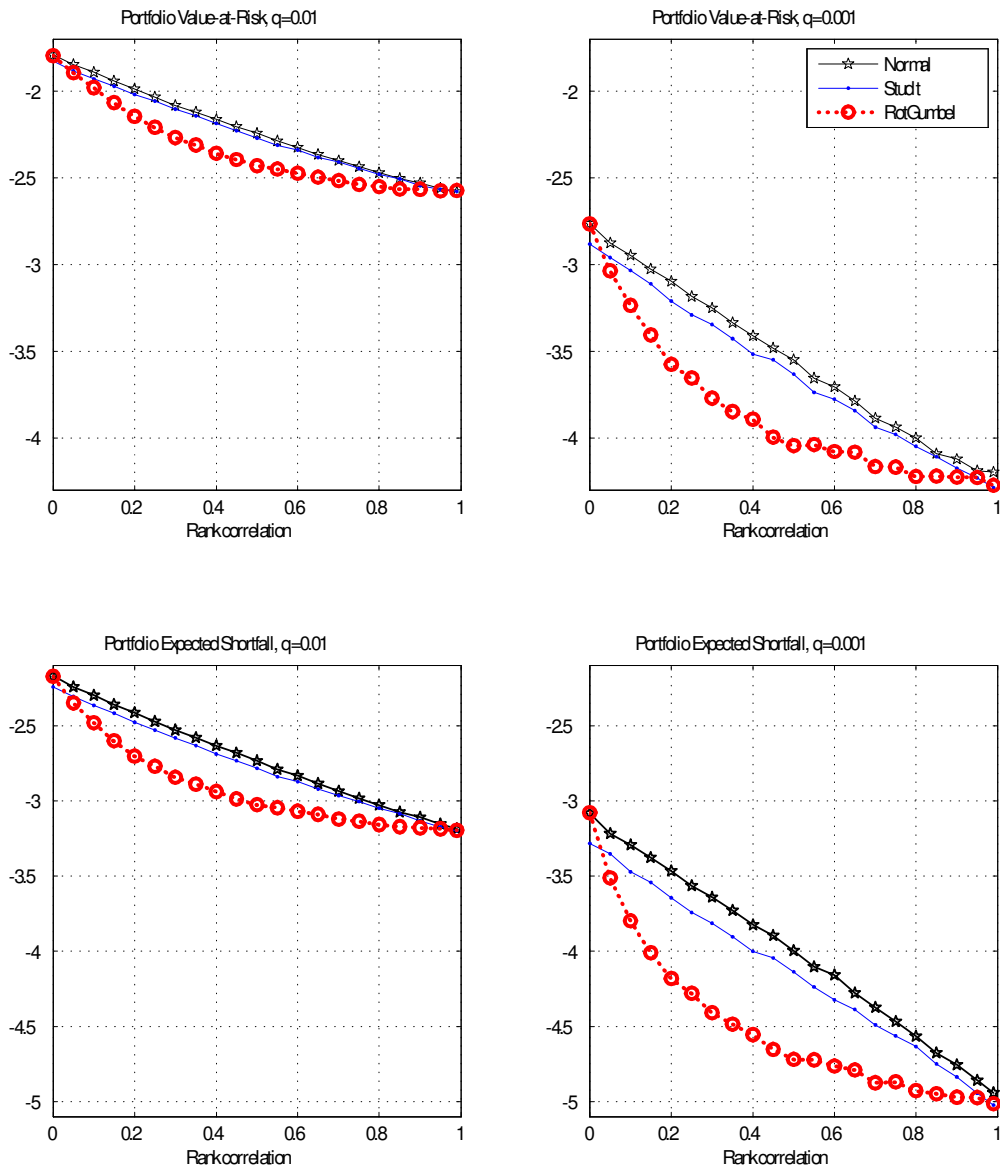 Portfolio Value-at-Risk, q=0.01
-2
-2.5
-3
-3.5
-4
0 0.2 0.4 0.6 0.8 1
Rank correlation
Portfolio Value-at-Risk, q=0.001
Normal
Stud t
Rot Gumbel
-2
-2.5
-3
-3.5
-4
0 0.2 0.4 0.6 0.8 1
Rank correlation
Portfolio Expected Shortfall, q=0.01
-2.5
-3
-3.5
-4
-4.5
-5
0 0.2 0.4 0.6 0.8 1
Rank correlation
Portfolio Expected Shortfall, q=0.001
-2.5
-3
-3.5
-4
-4.5
-5
0 0.2 0.4 0.6 0.8 1
Rank correlation